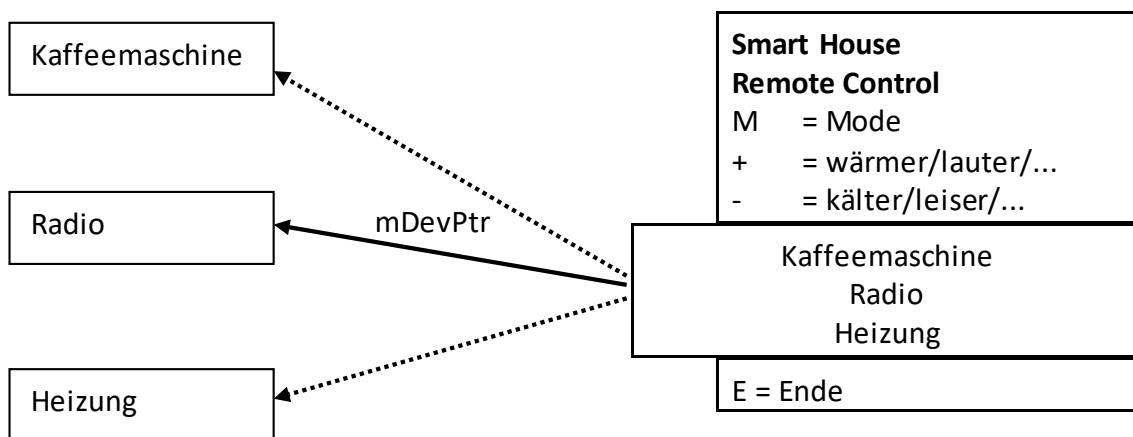 Kaffeemaschine
Radio
Heizung
mDevPtr
Smart House
Remote Control
M = Mode
+ = wärmer/lauter/...
- = kälter/leiser/...
Kaffeemaschine
Radio
Heizung
E = Ende